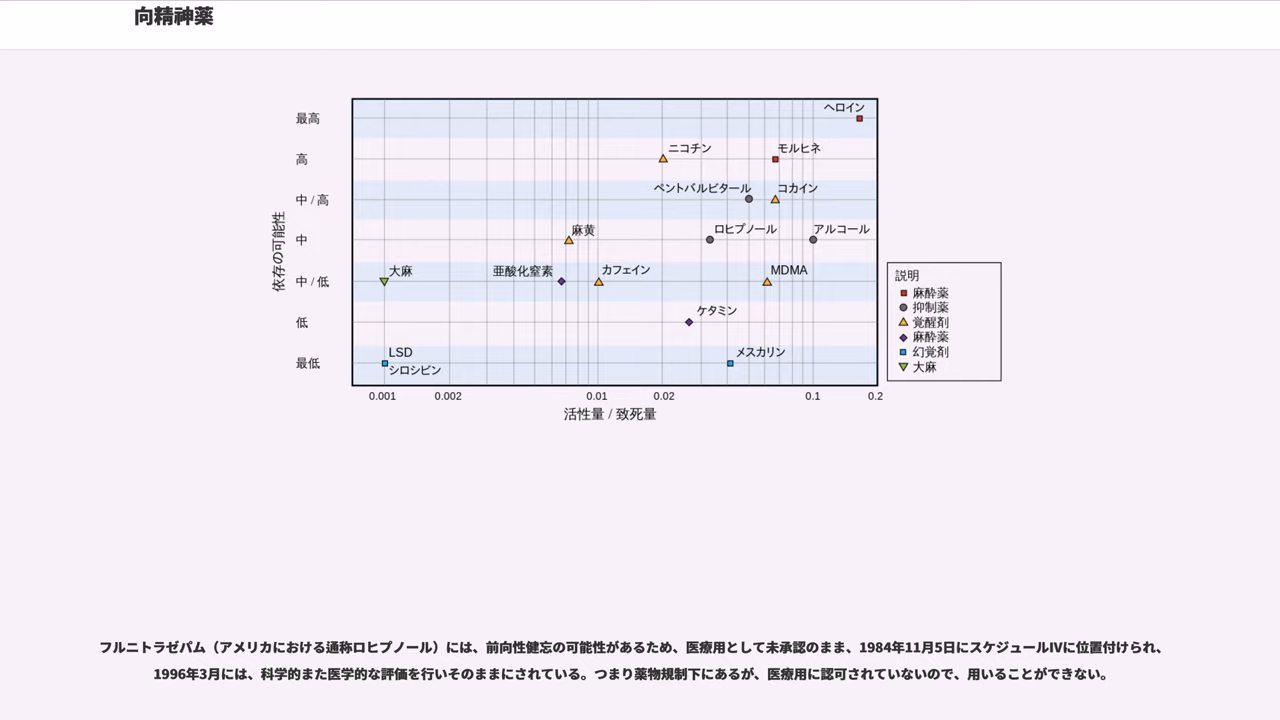 向精神薬
ヘロイン
最高
ニコチン
モルヒネ
高
ペントバルビタール
コカイン
中 / 高
麻黄
ロヒプノール
アルコール
中
依存の可能性
大麻
亜酸化窒素
カフェイン
MDMA
中 / 低
ケタミン
低
LSD
シロシビン
メスカリン
最低
0.001
0.002
0.01
0.02
0.1
0.2
活性量 / 致死量
説明
麻酔薬
抑制薬
覚醒剤
麻酔薬
幻覚剤
大麻
フルニトラゼパム（アメリカにおける通称ロヒプノール）には、前向性健忘の可能性があるため、医療用として未承認のまま、1984年11月5日にスケジュールIVに位置付けられ、
1996年3月には、科学的また医学的な評価を行いそのままにされている。つまり薬物規制下にあるが、医療用に認可されていないので、用いることができない。